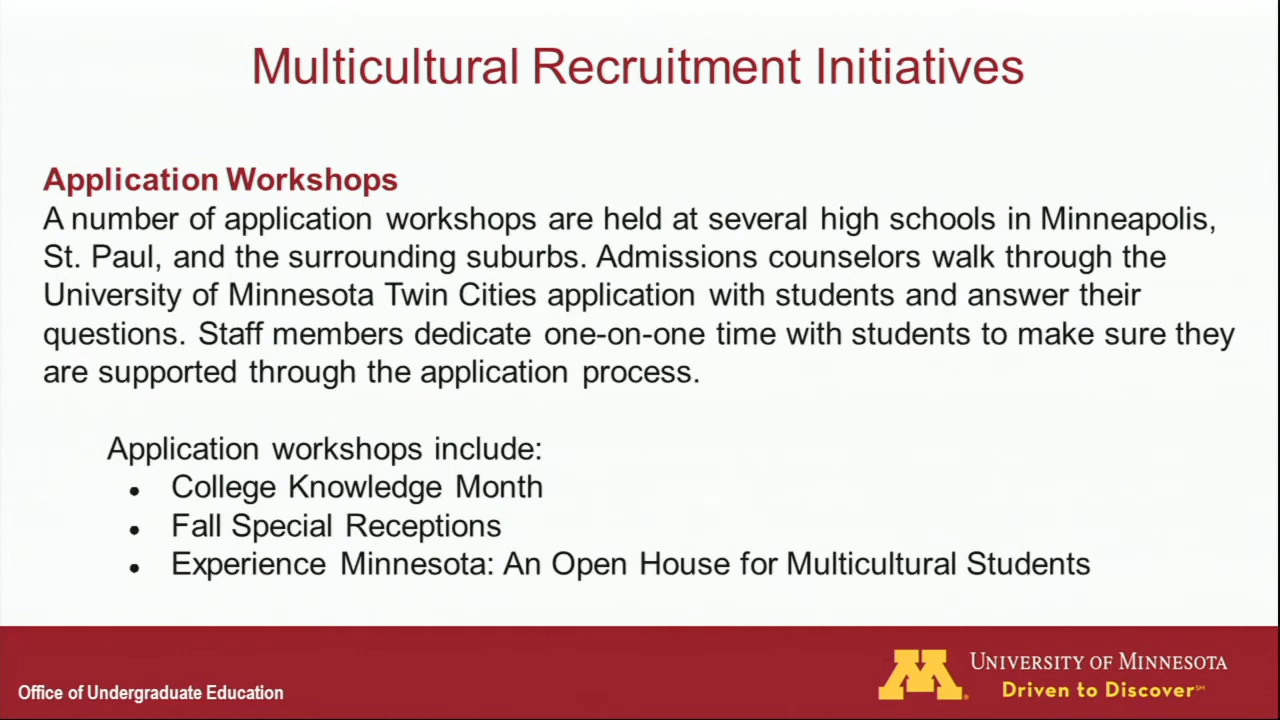 Multicultural Recruitment Initiatives
Application Workshops
A number of application workshops are held at several high schools in Minneapolis,
St. Paul, and the surrounding suburbs. Admissions counselors walk through the
University of Minnesota Twin Cities application with students and answer their
questions. Staff members dedicate one-on-one time with students to make sure they
are supported through the application process.
Application workshops include:
• College Knowledge Month
• Fall Special Receptions
• Experience Minnesota: An Open House for Multicultural Students
Office of Undergraduate Education
M®
UNIVERSITY OF MINNESOTA
Driven to Discover℠